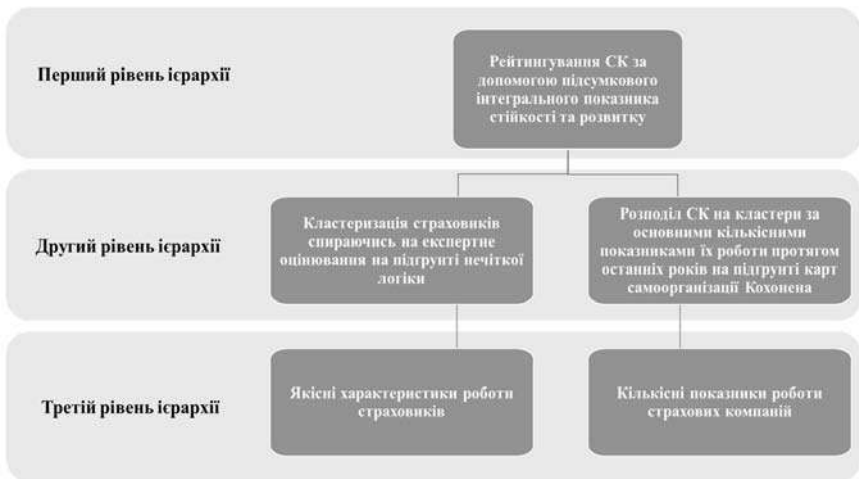 Перший рівень ієрархії
Рейтингування СК за
допомогою підсумкового
інтегрального показника
стійкості та розвитку
Другий рівень ієрархії
Кластеризація страховиків
спираючись на експертне
оцінювання на підґрунті нечіткої
логіки
Розподіл СК на кластери за
основними кількісними
показниками їх роботи протягом
останніх років на підґрунті карт
самоорганізації Кохонена
Третій рівень ієрархії
Якісні характеристики роботи
страховиків
Кількісні показники роботи
страхових компаній